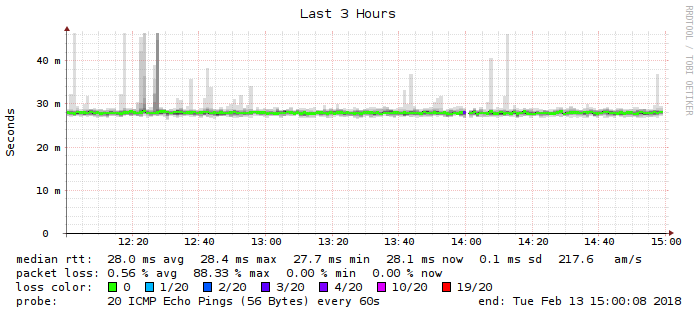 Last 3 Hours
RRDTOOL / TOBI OETIKER
Seconds
40 m
30 m
20 m
10 m
0
12:20 12:40 13:00 13:20 13:40 14:00 14:20 14:40 15:00
median rtt: 28.0 ms avg 28.4 ms max 27.7 ms min 28.1 ms now 0.1 ms sd 217.6 am/s
packet loss: 0.56 % avg 88.33 % max 0.00 % min 0.00 % now
loss color: 0 1/20 2/20 3/20 4/20 10/20 19/20
probe: 20 ICMP Echo Pings (56 Bytes) every 60s end: Tue Feb 13 15:00:08 2018